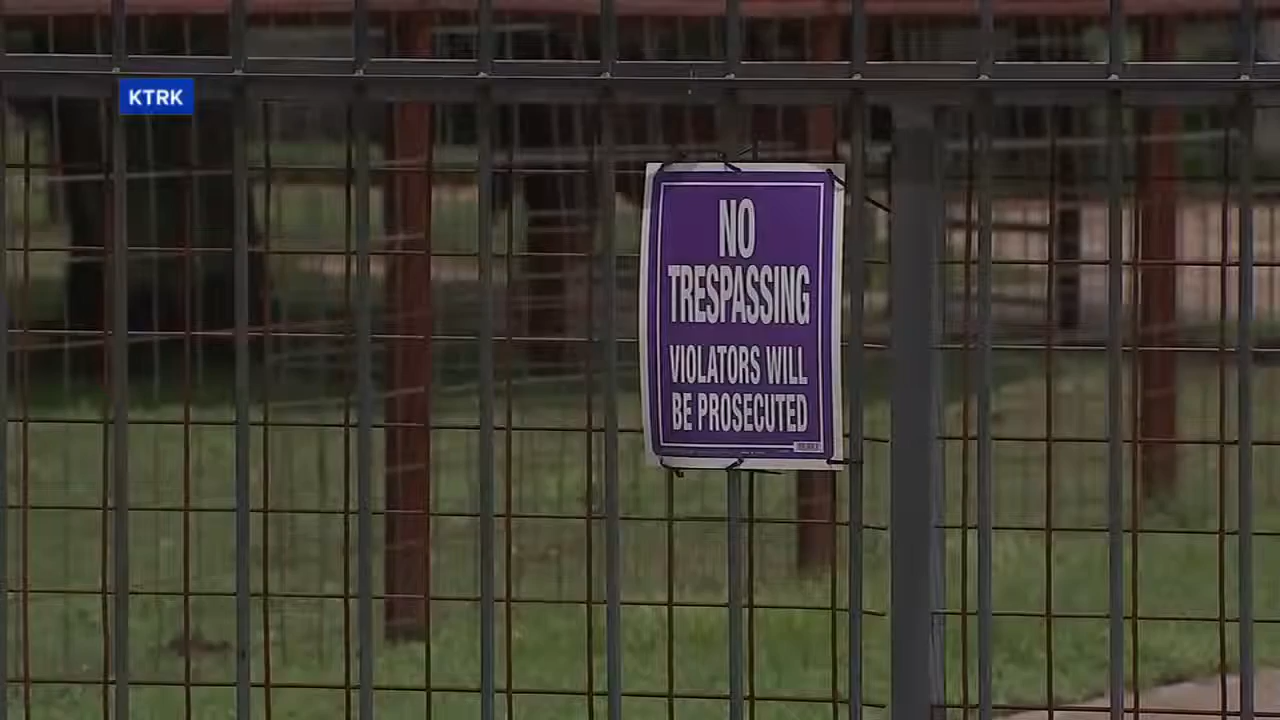 KTRK
NO
TRESPASSING
VIOLATORS WILL
BE PROSECUTED